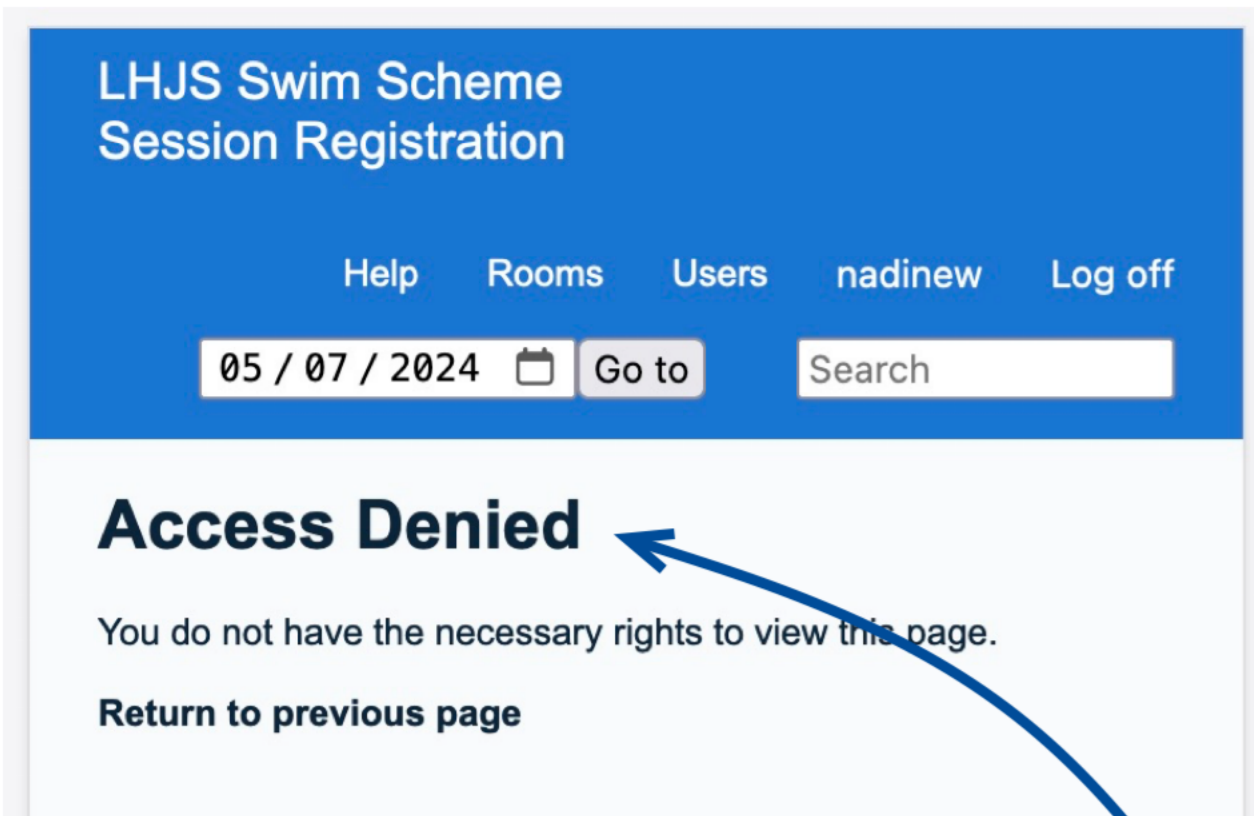 LHJS Swim Scheme
Session Registration
Help Rooms Users nadinew Log off
05/07/2024 Go to Search
Access Denied
You do not have the necessary rights to view this page.
Return to previous page